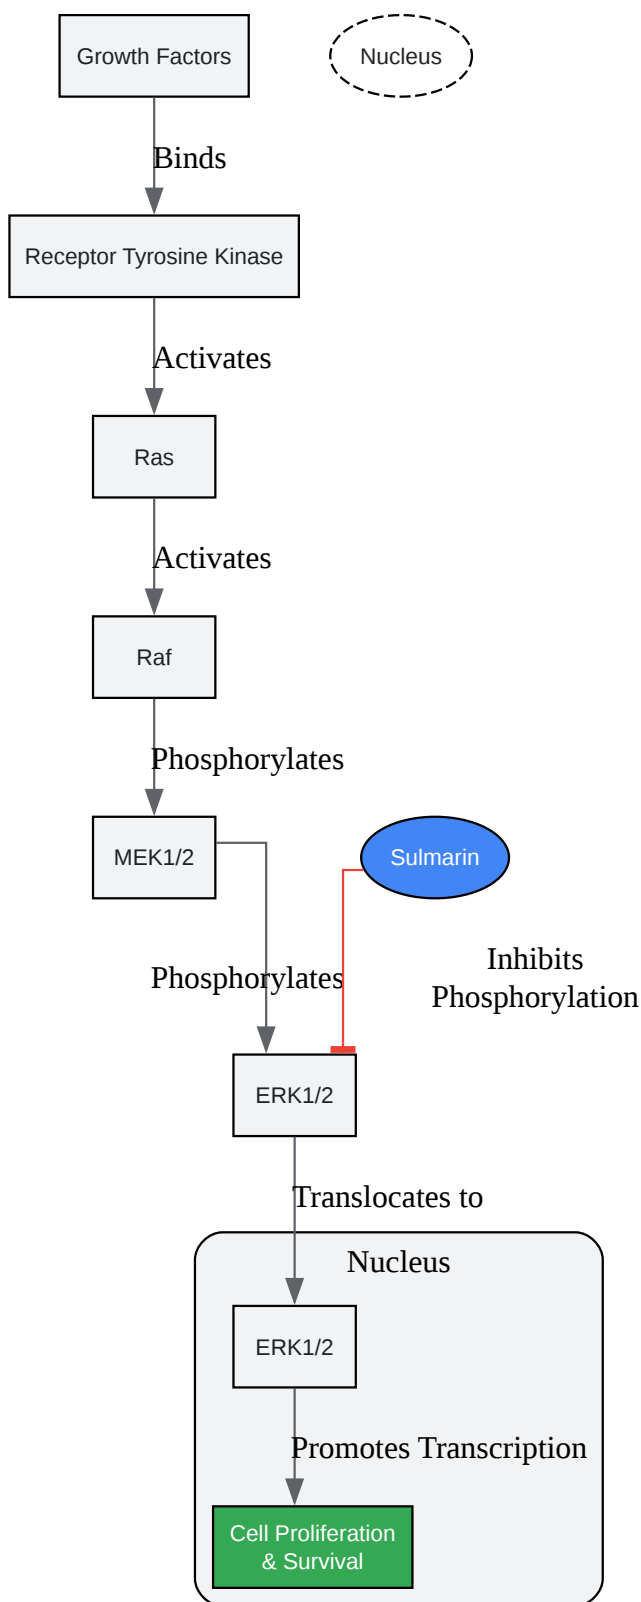 Growth Factors
Nucleus
Binds
Receptor Tyrosine Kinase
Activates
Ras
Activates
Raf
Phosphorylates
MEK1/2
Sulmarin
Phosphorylates
Inhibits
Phosphorylation
ERK1/2
Translocates to
Nucleus
ERK1/2
Promotes Transcription
Cell Proliferation
& Survival